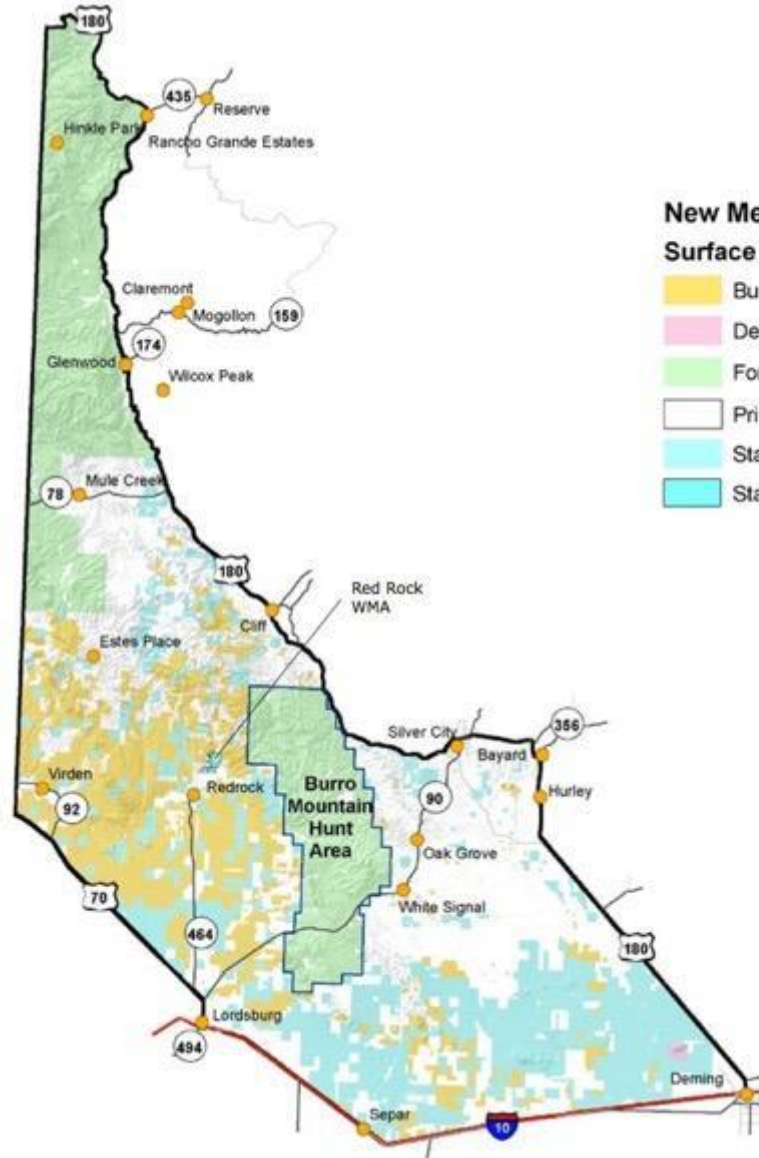 180
435
Reserve
Hinkle Park
Rancho Grande Estates
New Me
Surface
Bu
De
Fo
Pri
Sta
Sta
Claremont
Mogollon
159
174
Glenwood
Wilcox Peak
Mule Creek
78
180
Red Rock
WMA
Cliff
Estes Place
Silver City
356
Bayard
Virden
92
Redrock
Burro
Mountain
Hunt
Area
90
Hurley
Oak Grove
White Signal
70
464
180
Lordsburg
494
Deming
Separ
10